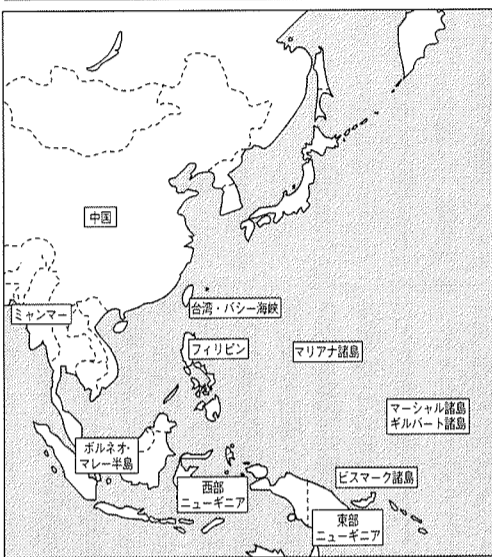 中国
ミャンマー
台湾・バシー海峡
フィリピン
マリアナ諸島
マーシャル諸島
ギルバート諸島
ボルネオ・
マレー半島
西部
ニューギニア
ビスマーク諸島
東部
ニューギニア